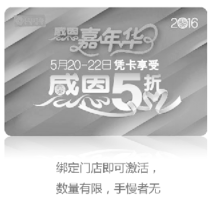 2016
感恩嘉年华
5月20-22日凭卡享受
感恩5折
绑定门店即可激活，
数量有限，手慢者无